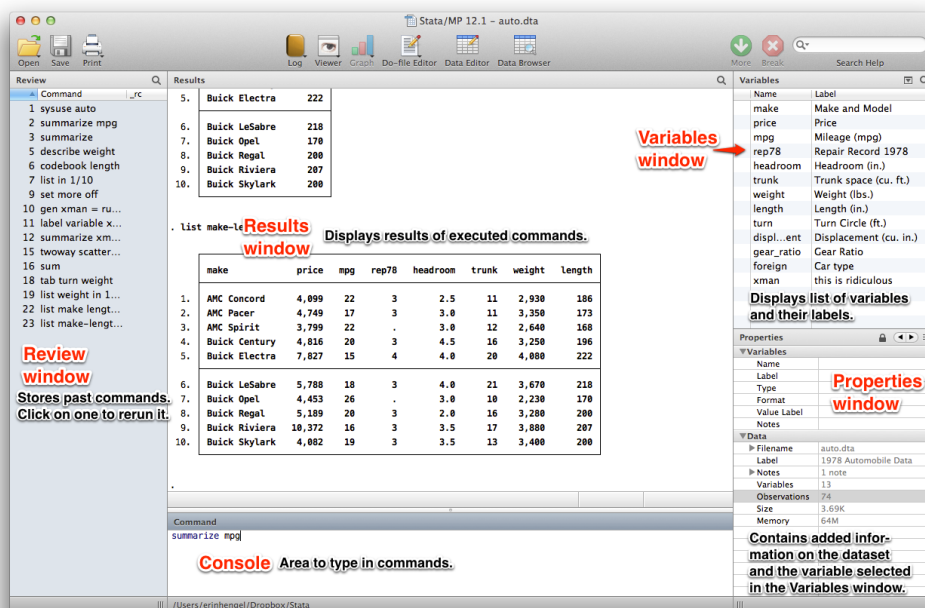 Stata/MP 12.1 – auto.dta
Open Save Print Log Viewer Graph Do-file Editor Data Editor Data Browser More Break Search Help
Review
Command _rc
1 sysuse auto
2 summarize mpg
3 summarize
5 describe weight
6 codebook length
7 list in 1/10
9 set more off
10 gen xman = ru...
11 label variable x...
12 summarize xm...
15 twoway scatter...
16 sum
18 tab turn weight
19 list weight in 1...
22 list make lengt...
23 list make-lengt...
Review
window
Stores past commands.
Click on one to rerun it.
Results
5. Buick Electra 222
6. Buick LeSabre 218
7. Buick Opel 170
8. Buick Regal 200
9. Buick Riviera 207
10. Buick Skylark 200
. list make-le
Results
window
Displays results of executed commands.
make price mpg rep78 headroom trunk weight length
1. AMC Concord 4,099 22 3 2.5 11 2,930 186
2. AMC Pacer 4,749 17 3 3.0 11 3,350 173
3. AMC Spirit 3,799 22 . 3.0 12 2,640 168
4. Buick Century 4,816 20 3 4.5 16 3,250 196
5. Buick Electra 7,827 15 4 4.0 20 4,080 222
6. Buick LeSabre 5,788 18 3 4.0 21 3,670 218
7. Buick Opel 4,453 26 . 3.0 10 2,230 170
8. Buick Regal 5,189 20 3 2.0 16 3,280 200
9. Buick Riviera 10,372 16 3 3.5 17 3,880 207
10. Buick Skylark 4,082 19 3 3.5 13 3,400 200
.
Command
summarize mpg
Console Area to type in commands.
/Users/erinhengel/Dropbox/Stata
Variables
Name Label
make Make and Model
price Price
mpg Mileage (mpg)
rep78 Repair Record 1978
headroom Headroom (in.)
trunk Trunk space (cu. ft.)
weight Weight (lbs.)
length Length (in.)
turn Turn Circle (ft.)
displ...ent Displacement (cu. in.)
gear_ratio Gear Ratio
foreign Car type
xman this is ridiculous
Variables
window
Displays list of variables
and their labels.
Properties
Variables
Name
Label
Type
Format
Value Label
Notes
Properties
window
Data
Filename auto.dta
Label 1978 Automobile Data
Notes 1 note
Variables 13
Observations 74
Size 3.69K
Memory 64M
Contains added infor-
mation on the dataset
and the variable selected
in the Variables window.